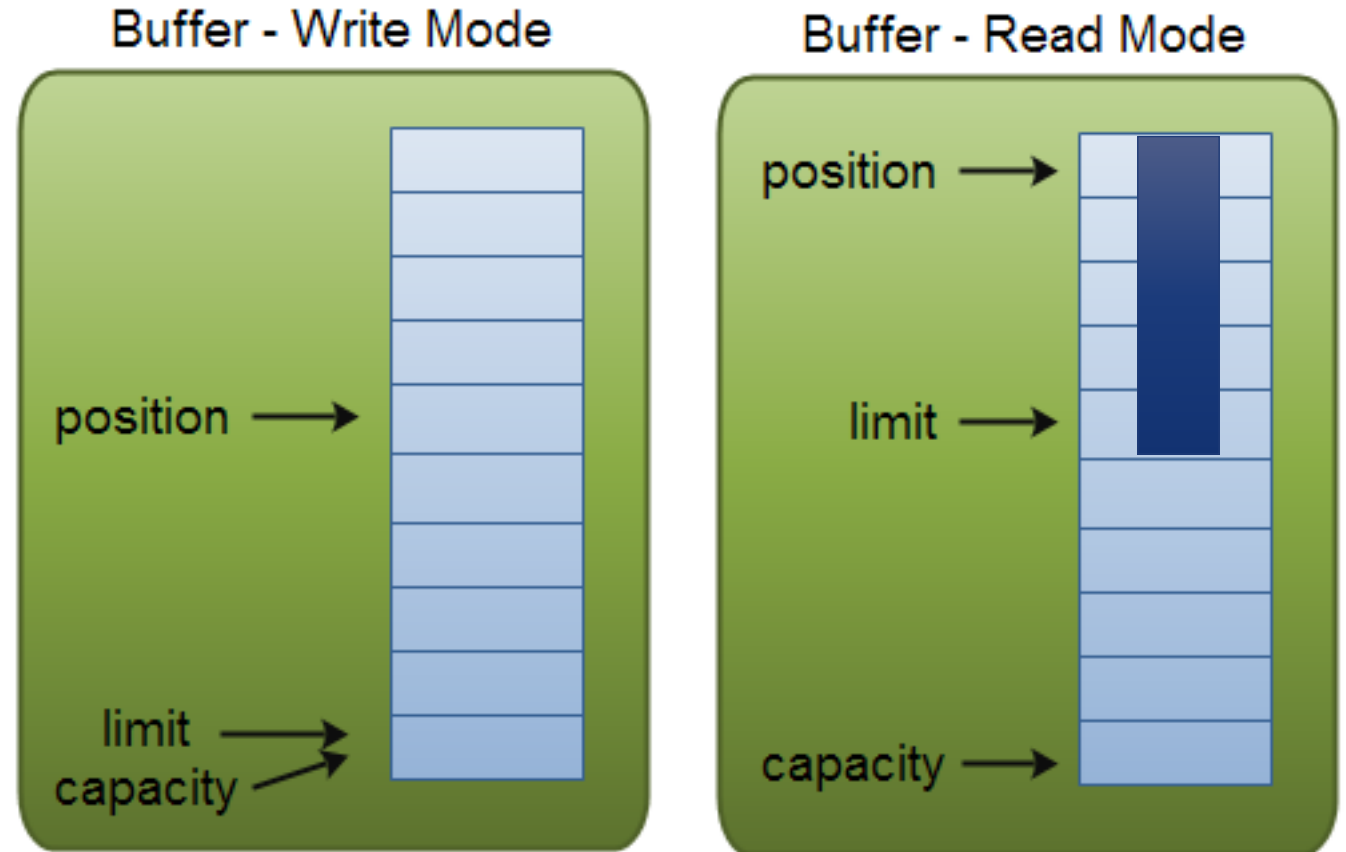 Buffer - Write Mode
position
limit
capacity
Buffer - Read Mode
position
limit
capacity